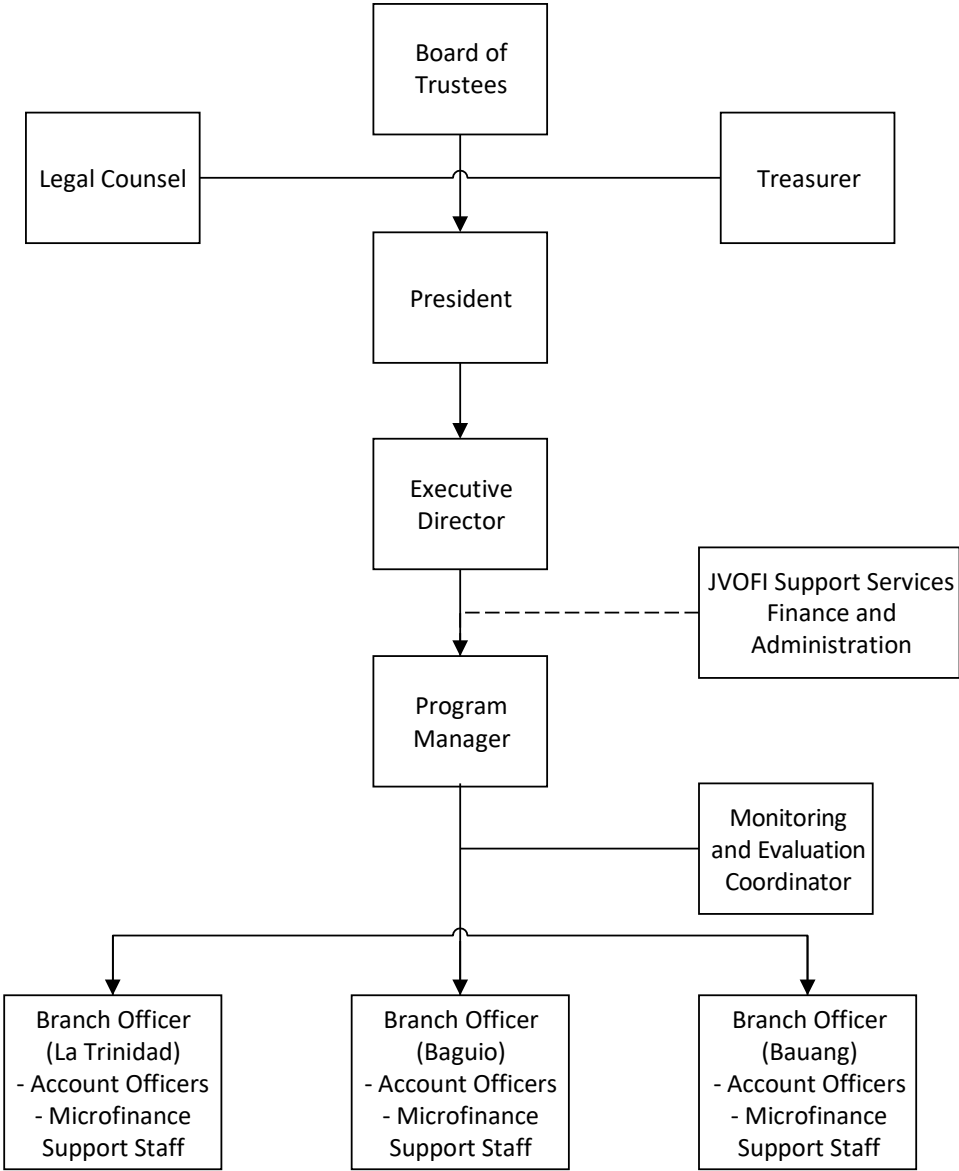 Board of
Trustees
Legal Counsel
Treasurer
President
Executive
Director
JVOFI Support Services
Finance and
Administration
Program
Manager
Monitoring
and Evaluation
Coordinator
Branch Officer
(La Trinidad)
- Account Officers
- Microfinance
Support Staff
Branch Officer
(Baguio)
- Account Officers
- Microfinance
Support Staff
Branch Officer
(Bauang)
- Account Officers
- Microfinance
Support Staff